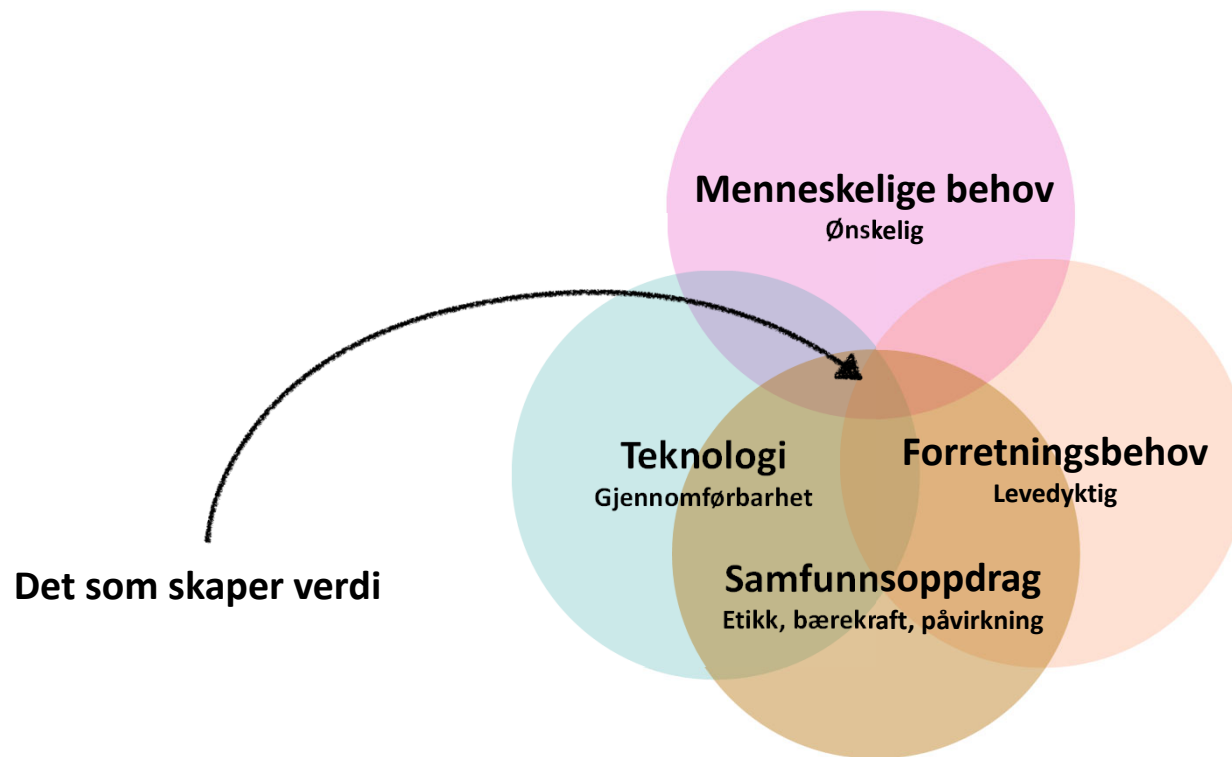 Menneskelige behov
Ønskelig
Teknologi
Gjennomførbarhet
Forretningsbehov
Levedyktig
Samfunnsoppdrag
Etikk, bærekraft, påvirkning
Det som skaper verdi